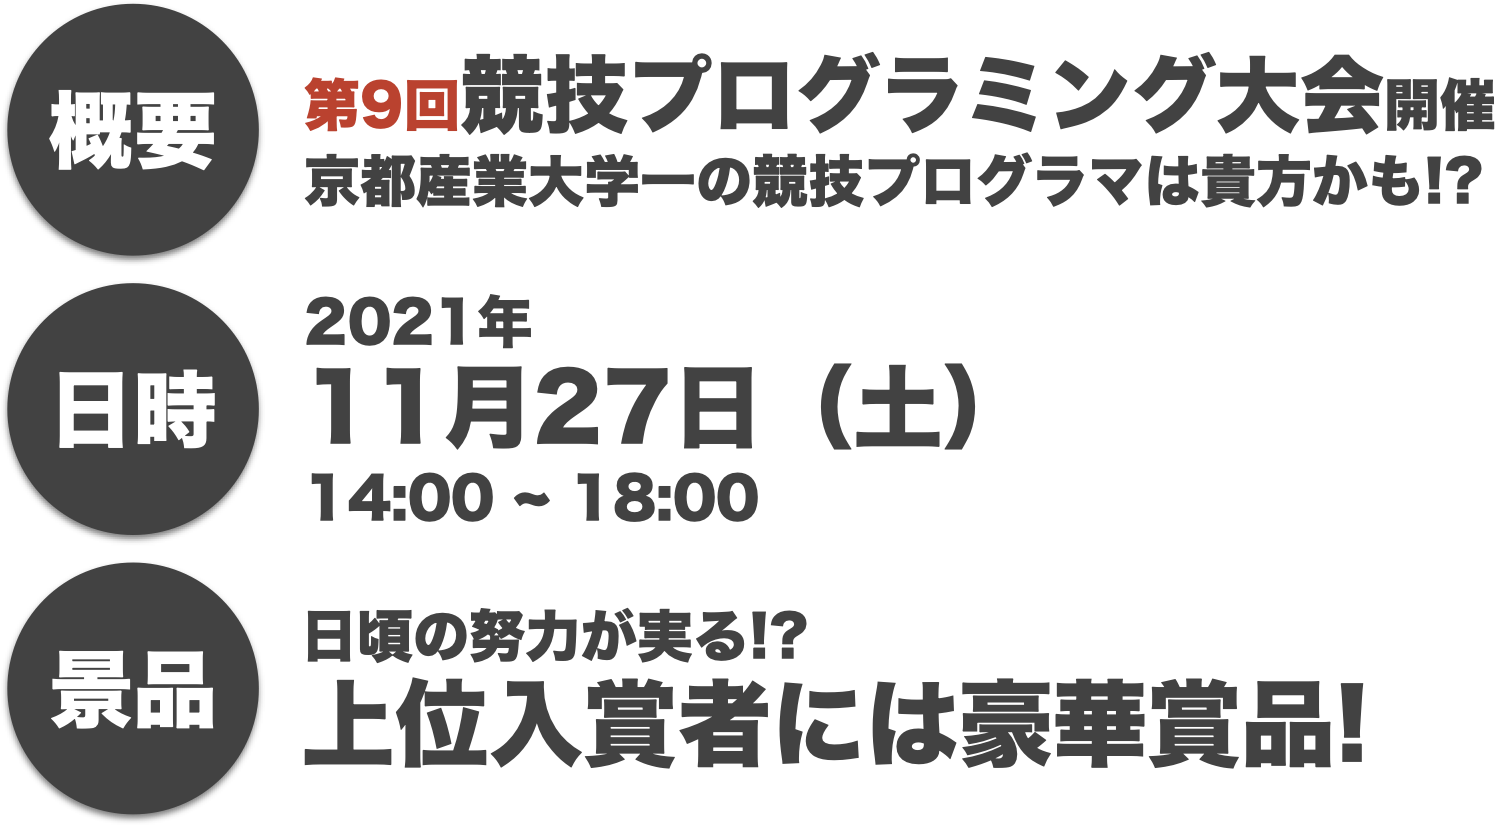 概要
第9回競技プログラミング大会開催
京都産業大学一の競技プログラマは貴方かも!?
日時
2021年
11月27日（土）
14:00 ~ 18:00
景品
日頃の努力が実る!?
上位入賞者には豪華賞品!